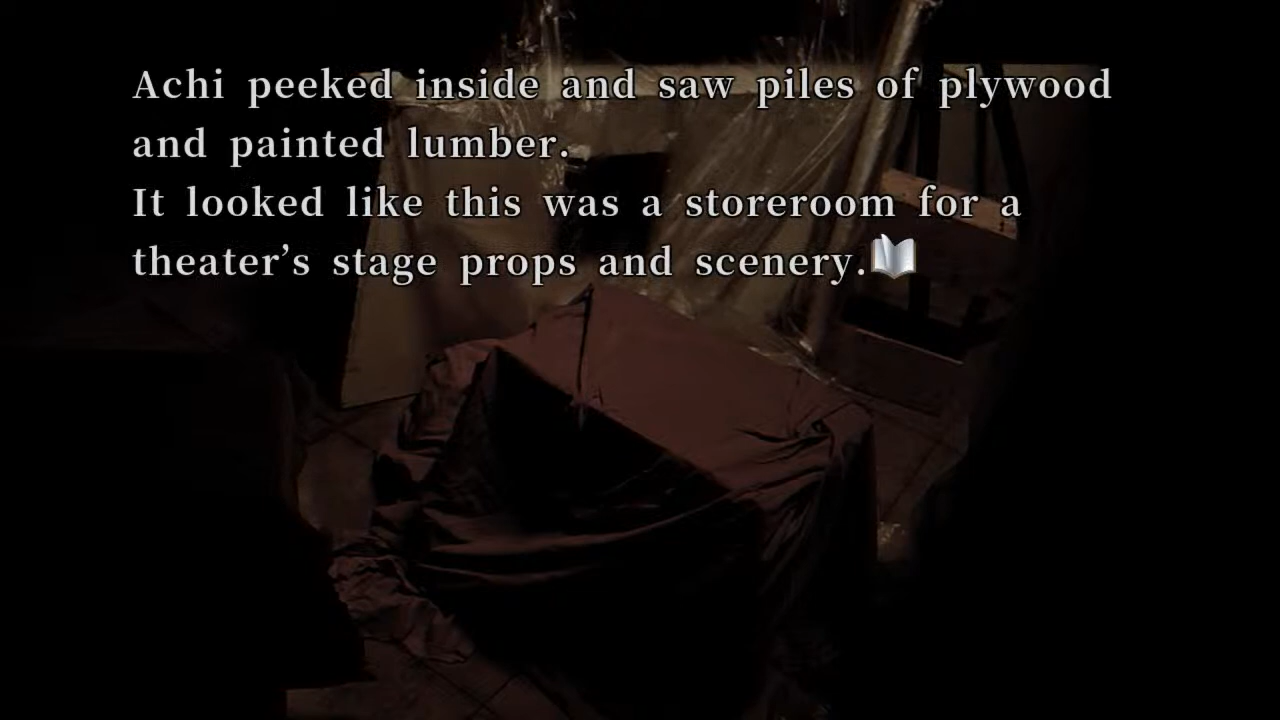 Achi peeked inside and saw piles of plywood
and painted lumber.
It looked like this was a storeroom for a
theater’s stage props and scenery.